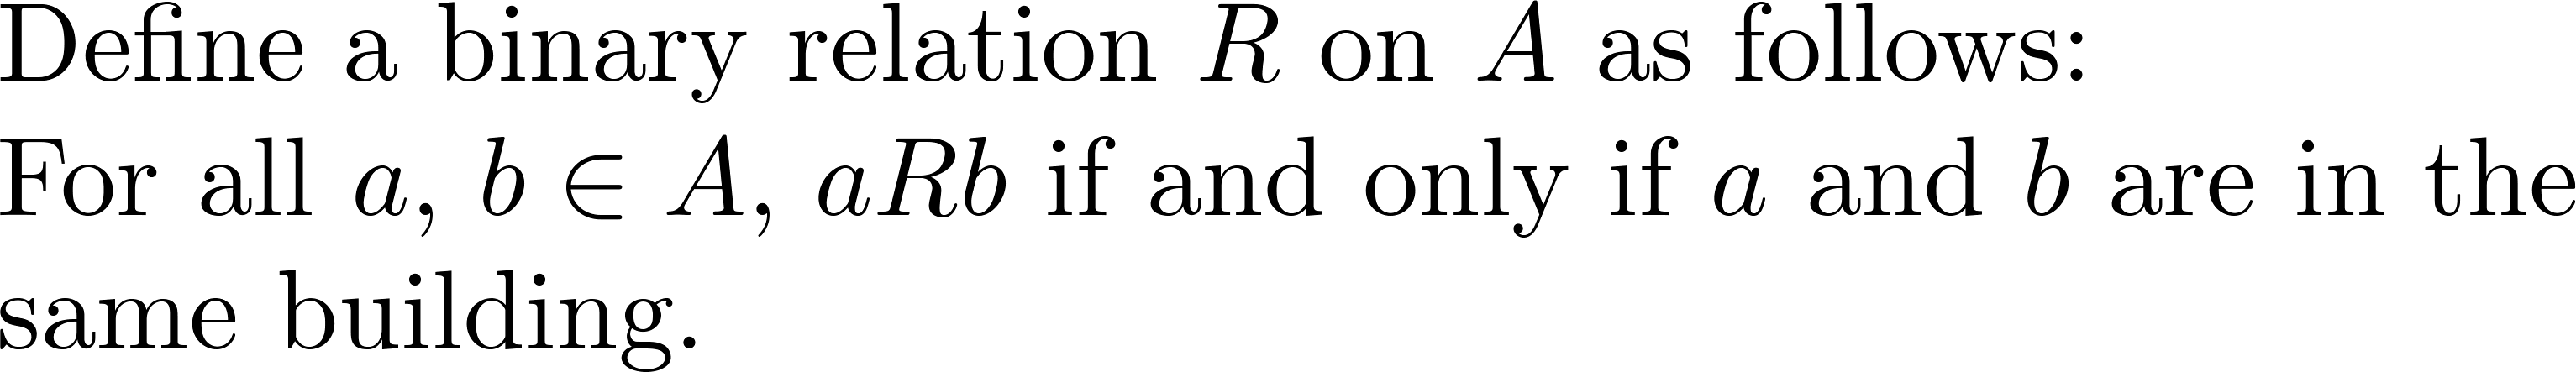 Define a binary relation R on A as follows:
For all a, b ∈ A, aRb if and only if a and b are in the
same building.